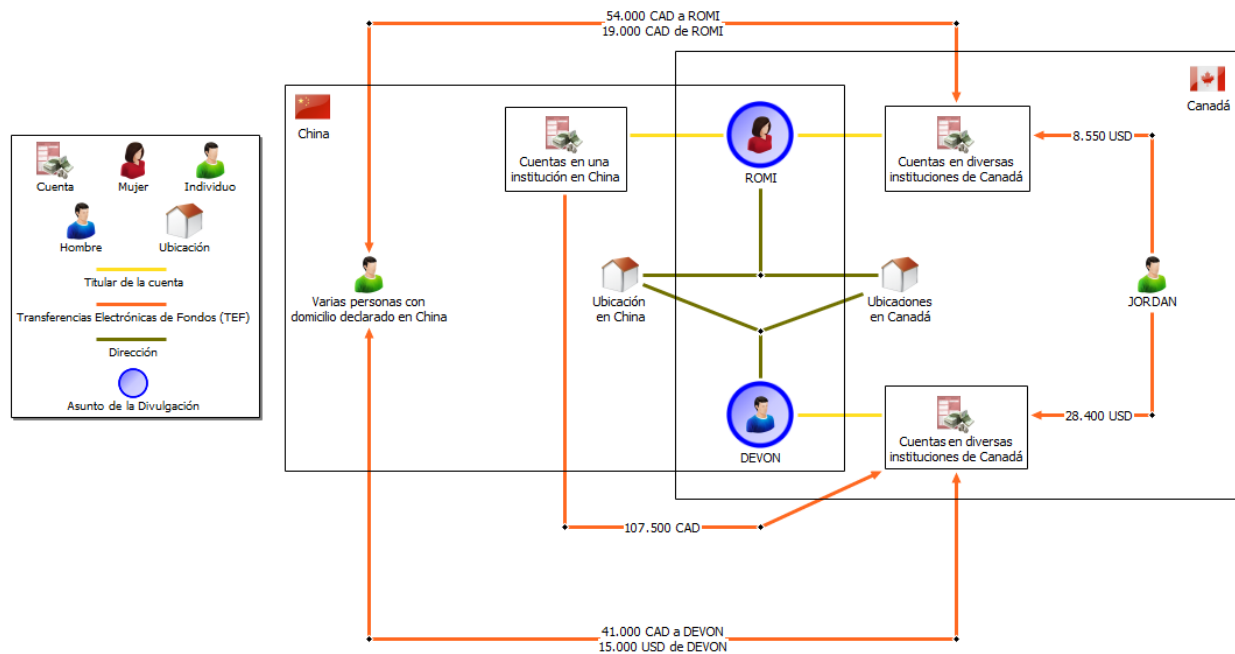 54.000 CAD a ROMI
19.000 CAD de ROMI
China
Canadá
Cuenta
Mujer
Individuo
Hombre
Ubicación
Titular de la cuenta
Transferencias Electrónicas de Fondos (TEF)
Dirección
Asunto de la Divulgación
Cuentas en una
institución en China
ROMI
Cuentas en diversas
instituciones de Canadá
8.550 USD
Varias personas con
domicilio declarado en China
Ubicación
en China
Ubicaciones
en Canadá
JORDAN
DEVON
Cuentas en diversas
instituciones de Canadá
28.400 USD
107.500 CAD
41.000 CAD a DEVON
15.000 USD de DEVON